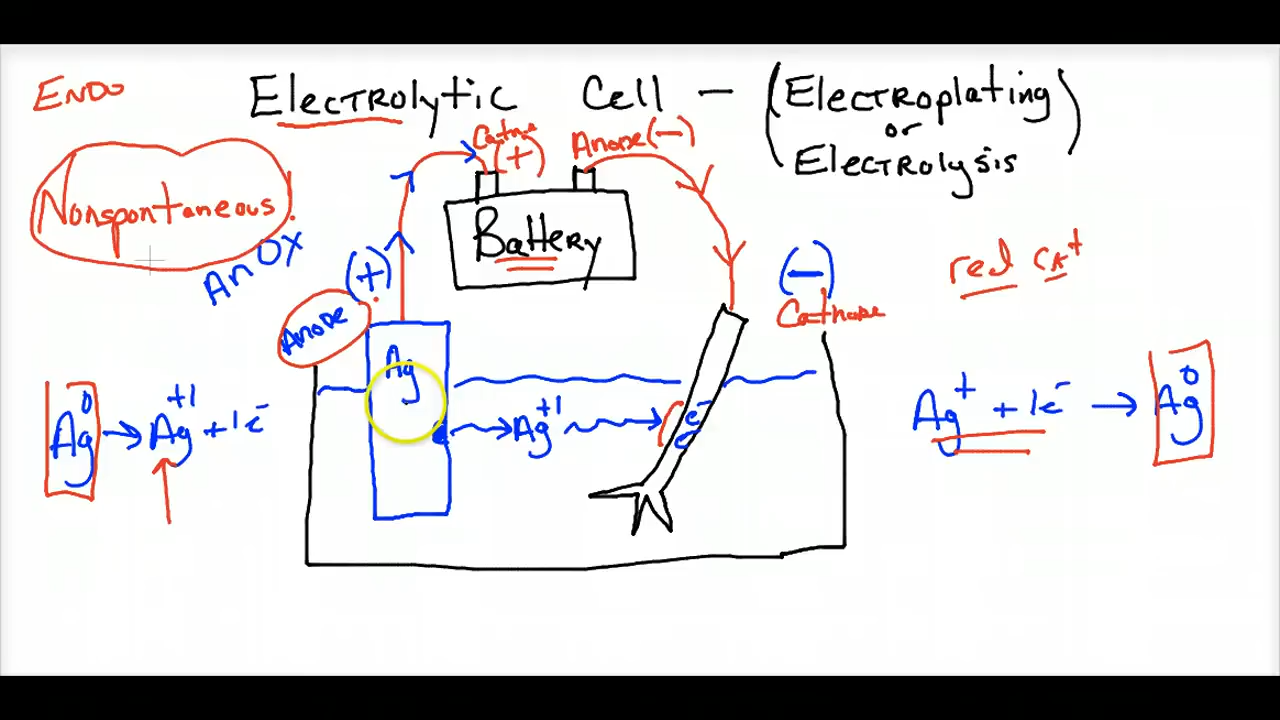 ENDO
Electrolytic Cell – (Electroplating
or
Electrolysis)
Cathode (+)
Anode (–)
Nonspontaneous
Battery
An OX
(+)
(–)
red cat
Anode
Cathode
Ag
Ag⁰ → Ag⁺¹ + 1e⁻
Ag⁺¹
e⁻
e⁻
Ag⁺ + 1e⁻ → Ag⁰